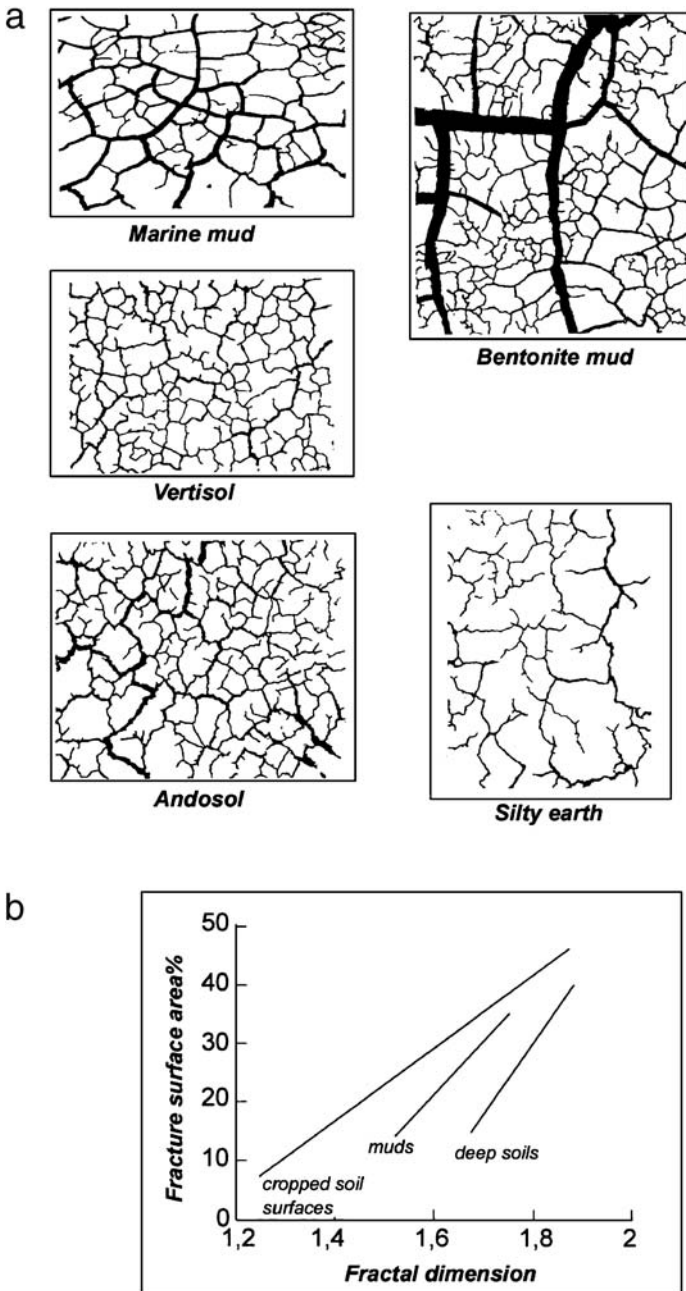 a
Marine mud
Bentonite mud
Vertisol
Andosol
Silty earth
b
Fracture surface area%
50
40
30
20
10
0
muds
deep soils
cropped soil
surfaces
1,2
1,4
1,6
1,8
2
Fractal dimension